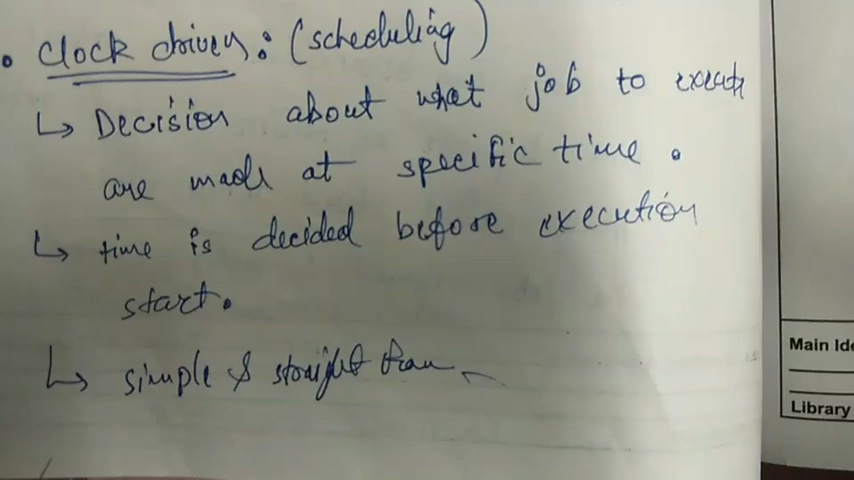 • Clock driven : (scheduling)
↳ Decision about what job to execute
are made at specific time .
↳ time is decided before execution
start.
↳ simple & straight
Main Ide
Library